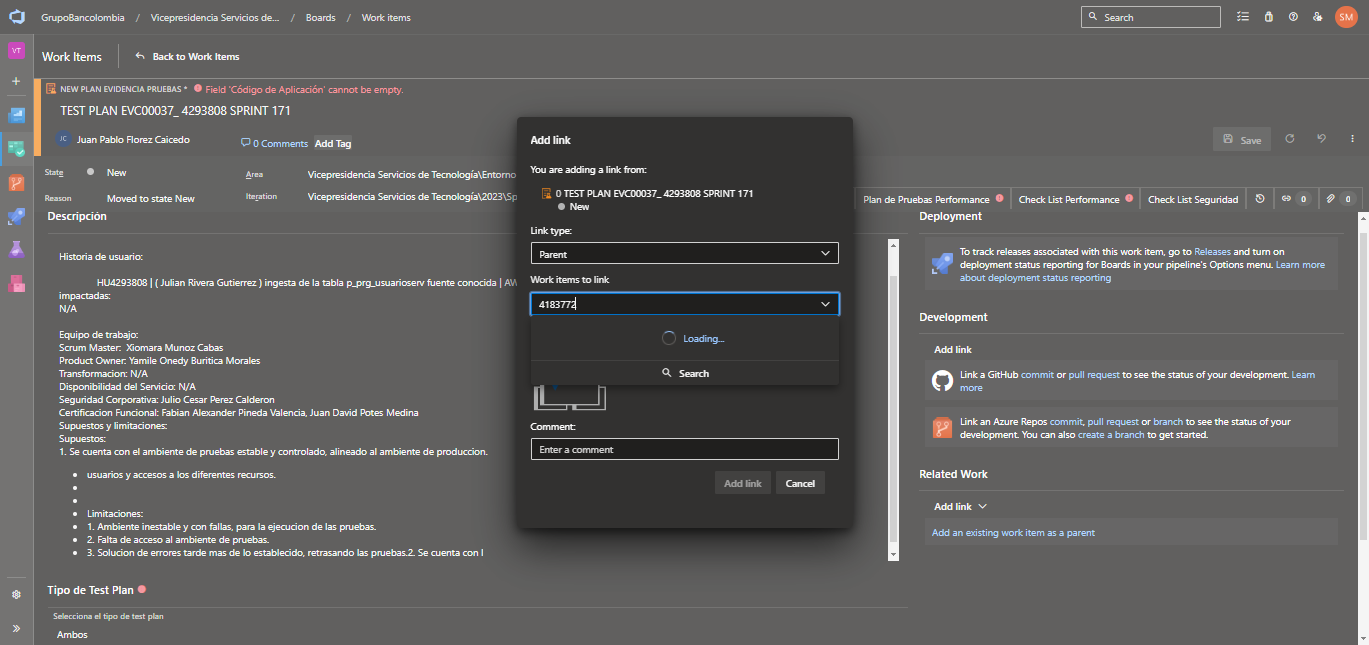 GrupoBancolombia / Vicepresidencia Servicios de... / Boards / Work items
Search
SM
VT
Work Items
Back to Work Items
NEW PLAN EVIDENCIA PRUEBAS * Field 'Código de Aplicación' cannot be empty.
TEST PLAN EVC00037_ 4293808 SPRINT 171
JC Juan Pablo Florez Caicedo
0 Comments Add Tag
Save
State New
Area Vicepresidencia Servicios de Tecnología\Entorno
Reason Moved to state New
Iteration Vicepresidencia Servicios de Tecnología\2023\Sp
Plan de Pruebas Performance
Check List Performance
Check List Seguridad
0
0
Descripción
Historia de usuario:
HU4293808 | ( Julian Rivera Gutierrez ) ingesta de la tabla p_prg_usuarioserv fuente conocida | AW
impactadas:
N/A
Equipo de trabajo:
Scrum Master: Xiomara Munoz Cabas
Product Owner: Yamile Onedy Buritica Morales
Transformacion: N/A
Disponibilidad del Servicio: N/A
Seguridad Corporativa: Julio Cesar Perez Calderon
Certificacion Funcional: Fabian Alexander Pineda Valencia, Juan David Potes Medina
Supuestos y limitaciones:
Supuestos:
1. Se cuenta con el ambiente de pruebas estable y controlado, alineado al ambiente de produccion.
• usuarios y accesos a los diferentes recursos.
•
•
• Limitaciones:
• 1. Ambiente inestable y con fallas, para la ejecucion de las pruebas.
• 2. Falta de acceso al ambiente de pruebas.
• 3. Solucion de errores tarde mas de lo establecido, retrasando las pruebas.2. Se cuenta con l
Tipo de Test Plan
Selecciona el tipo de test plan
Ambos
Add link
You are adding a link from:
0 TEST PLAN EVC00037_ 4293808 SPRINT 171
New
Link type:
Parent
Work items to link
4183772
Loading...
Search
Comment:
Enter a comment
Add link
Cancel
Deployment
To track releases associated with this work item, go to Releases and turn on
deployment status reporting for Boards in your pipeline's Options menu. Learn more
about deployment status reporting
Development
Add link
Link a GitHub commit or pull request to see the status of your development. Learn
more
Link an Azure Repos commit, pull request or branch to see the status of your
development. You can also create a branch to get started.
Related Work
Add link
Add an existing work item as a parent